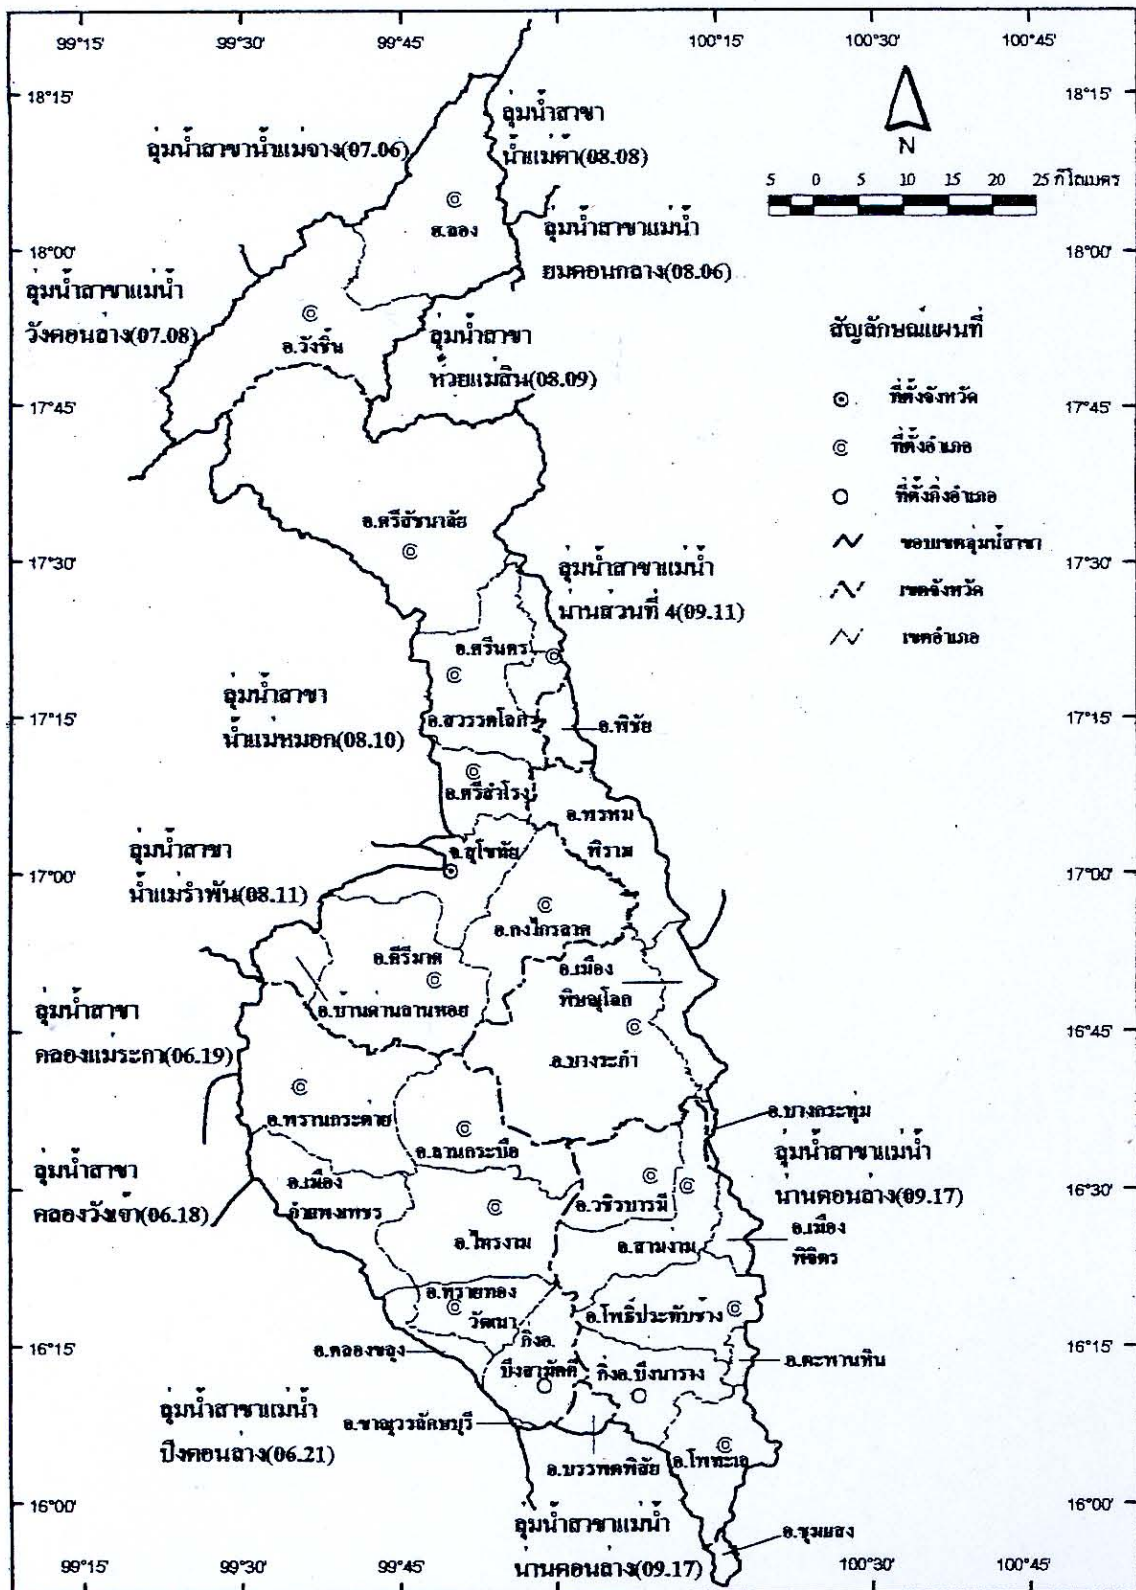 99°15' 99°30' 99°45' 100°15' 100°30' 100°45'
18°15' 18°15'
ลุ่มน้ำสาขาน้ำแม่จาง(07.06)
ลุ่มน้ำสาขา
น้ำแม่คำ(08.08)
N
5 0 5 10 15 20 25 กิโลเมตร
อ.ลอง
ลุ่มน้ำสาขาแม่น้ำ
ยมตอนกลาง(08.06)
18°00' 18°00'
ลุ่มน้ำสาขาแม่น้ำ
วังตอนล่าง(07.08)
อ.วังชิ้น
ลุ่มน้ำสาขา
ห้วยแม่สิน(08.09)
สัญลักษณ์แผนที่
ที่ตั้งจังหวัด
ที่ตั้งอำเภอ
ที่ตั้งกิ่งอำเภอ
ขอบเขตลุ่มน้ำสาขา
เขตจังหวัด
เขตอำเภอ
17°45' 17°45'
อ.ศรีสัชนาลัย
17°30' 17°30'
ลุ่มน้ำสาขาแม่น้ำ
น่านส่วนที่ 4(09.11)
อ.ศรีนคร
ลุ่มน้ำสาขา
น้ำแม่หมอก(08.10)
อ.สวรรคโลก
อ.พิชัย
17°15' 17°15'
อ.ศรีสำโรง
อ.พรหม
พิราม
อ.สุโขทัย
ลุ่มน้ำสาขา
น้ำแม่รำพัน(08.11)
17°00' 17°00'
อ.กงไกรลาศ
อ.คีรีมาศ
อ.เมือง
พิษณุโลก
อ.บ้านด่านลานหอย
ลุ่มน้ำสาขา
คลองแม่ระกา(06.19)
16°45' 16°45'
อ.บางระกำ
อ.พรานกระต่าย
อ.ลานกระบือ
อ.บางกระทุ่ม
ลุ่มน้ำสาขาแม่น้ำ
น่านตอนล่าง(09.17)
ลุ่มน้ำสาขา
คลองวังเจ้า(06.18)
อ.เมือง
กำแพงเพชร
16°30' 16°30'
อ.วชิรบารมี
อ.ไทรงาม
อ.สามง่าม
อ.เมือง
พิจิตร
อ.ทรายทอง
วัฒนา
อ.โพธิ์ประทับช้าง
16°15' 16°15'
อ.คลองขลุง
กิ่งอ.
บึงสามัคคี
กิ่งอ.บึงนาราง
อ.ตะพานหิน
ลุ่มน้ำสาขาแม่น้ำ
ปิงตอนล่าง(06.21)
อ.ขาณุวรลักษบุรี
อ.บรรพตพิสัย
อ.โพทะเล
16°00' 16°00'
ลุ่มน้ำสาขาแม่น้ำ
น่านตอนล่าง(09.17)
อ.ชุมแสง
99°15' 99°30' 99°45' 100°30' 100°45'